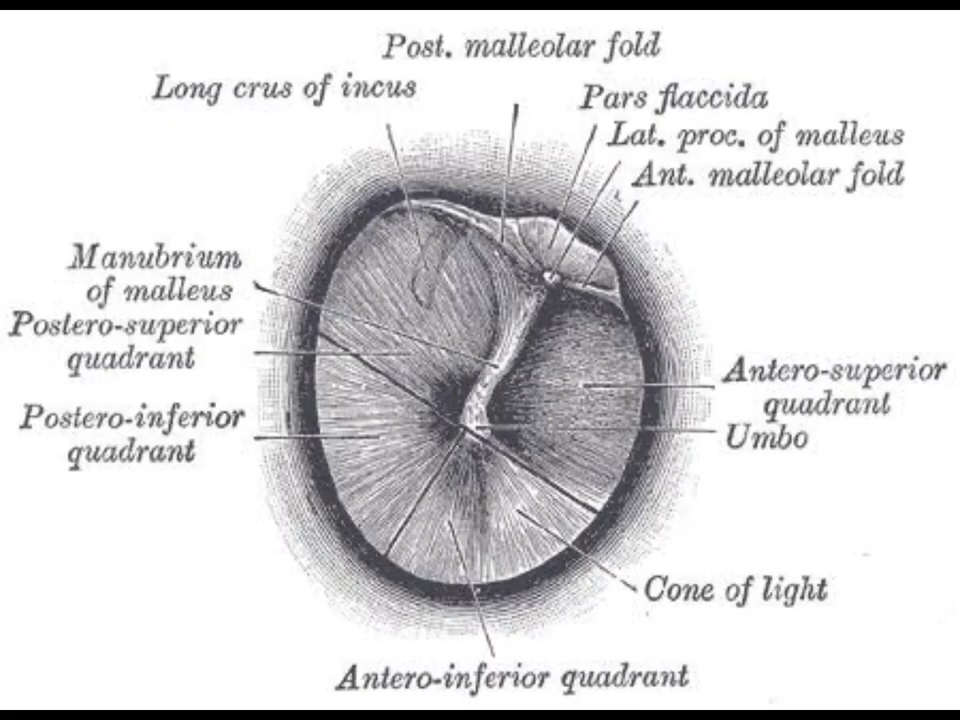 Post. malleolar fold
Long crus of incus
Pars flaccida
Lat. proc. of malleus
Ant. malleolar fold
Manubrium
of malleus
Postero-superior
quadrant
Postero-inferior
quadrant
Antero-superior
quadrant
Umbo
Cone of light
Antero-inferior quadrant